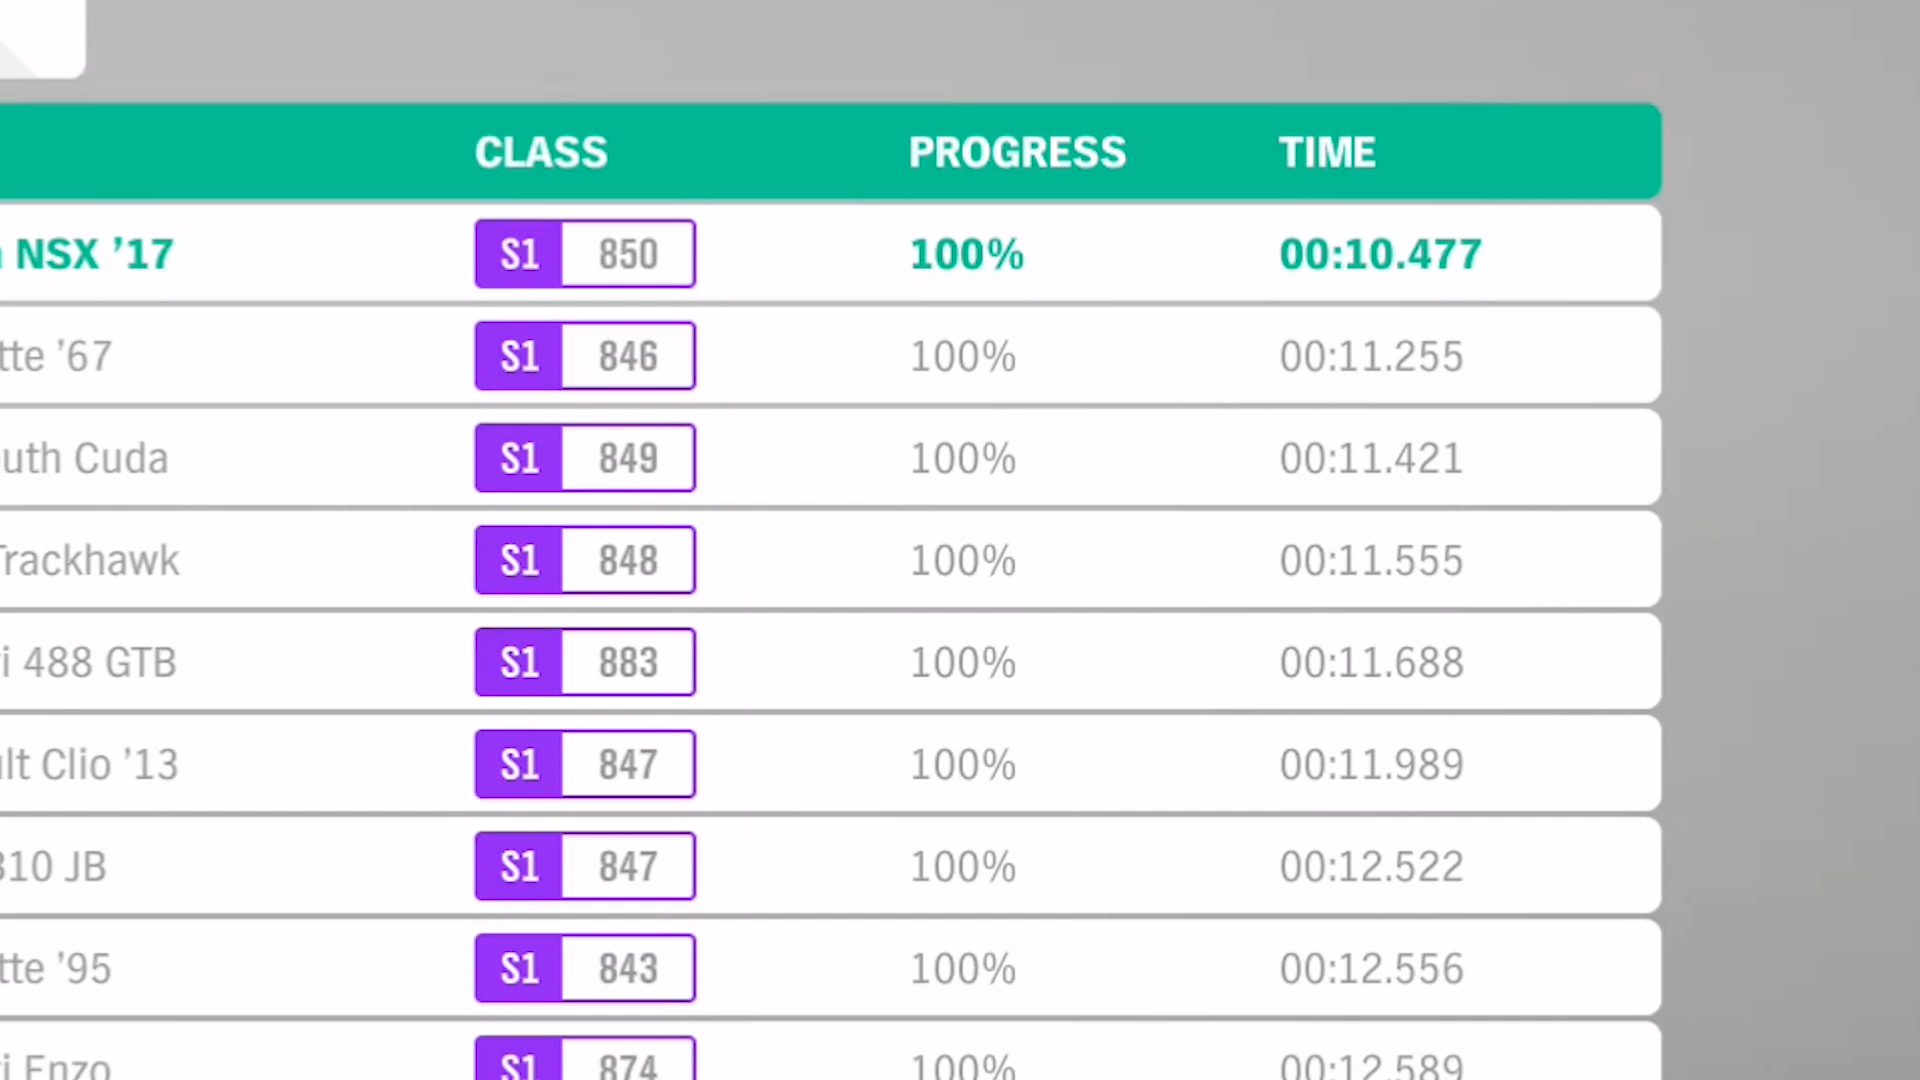 CLASS PROGRESS TIME
NSX ’17 S1 850 100% 00:10.477
tte ’67 S1 846 100% 00:11.255
uth Cuda S1 849 100% 00:11.421
Trackhawk S1 848 100% 00:11.555
i 488 GTB S1 883 100% 00:11.688
lt Clio ’13 S1 847 100% 00:11.989
310 JB S1 847 100% 00:12.522
tte ’95 S1 843 100% 00:12.556
i Enzo S1 874 100% 00:12.589